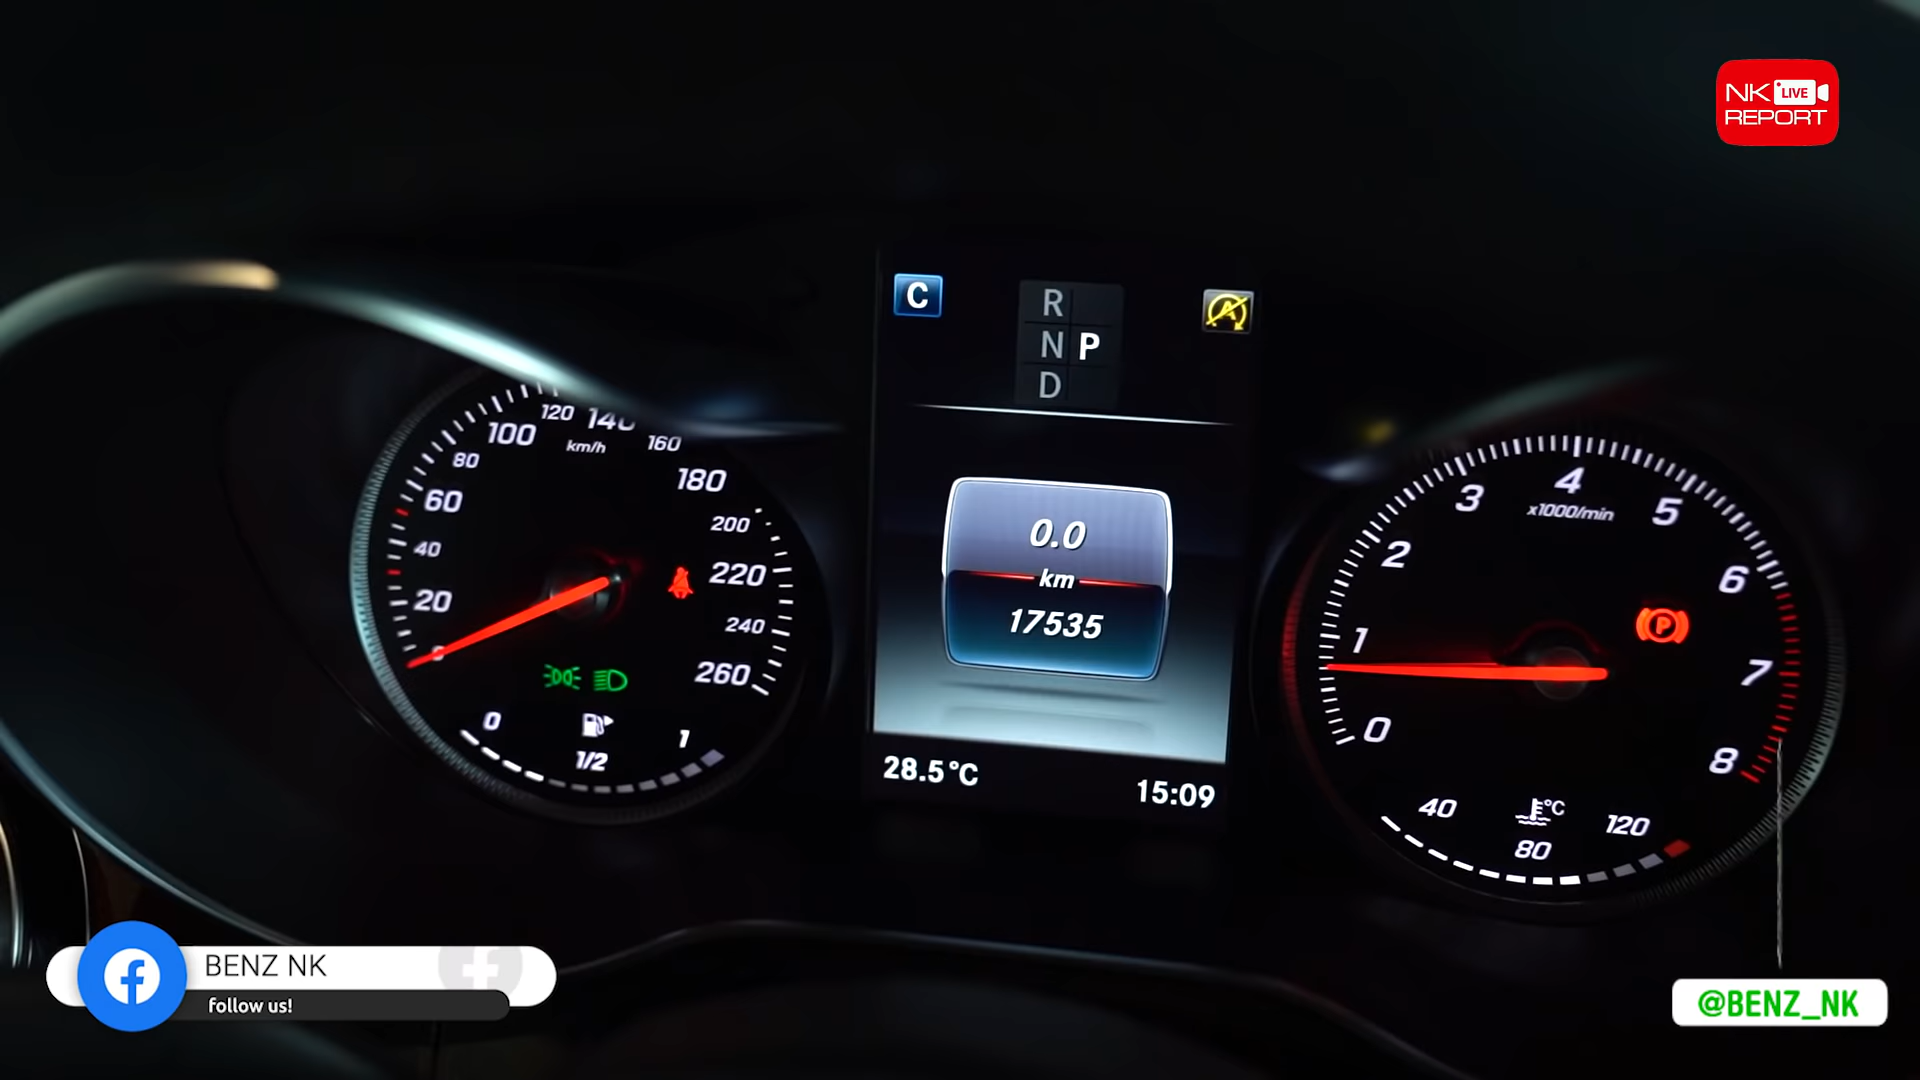 NK LIVE
REPORT
C
R
N P
D
A
0
20
40
60
80
100
120
140
160
180
200
220
240
260
km/h
0
1/2
1
0.0
km
17535
28.5°C
15:09
0
1
2
3
4
5
6
7
8
x1000/min
P
40
°C
80
120
BENZ NK
follow us!
@BENZ_NK